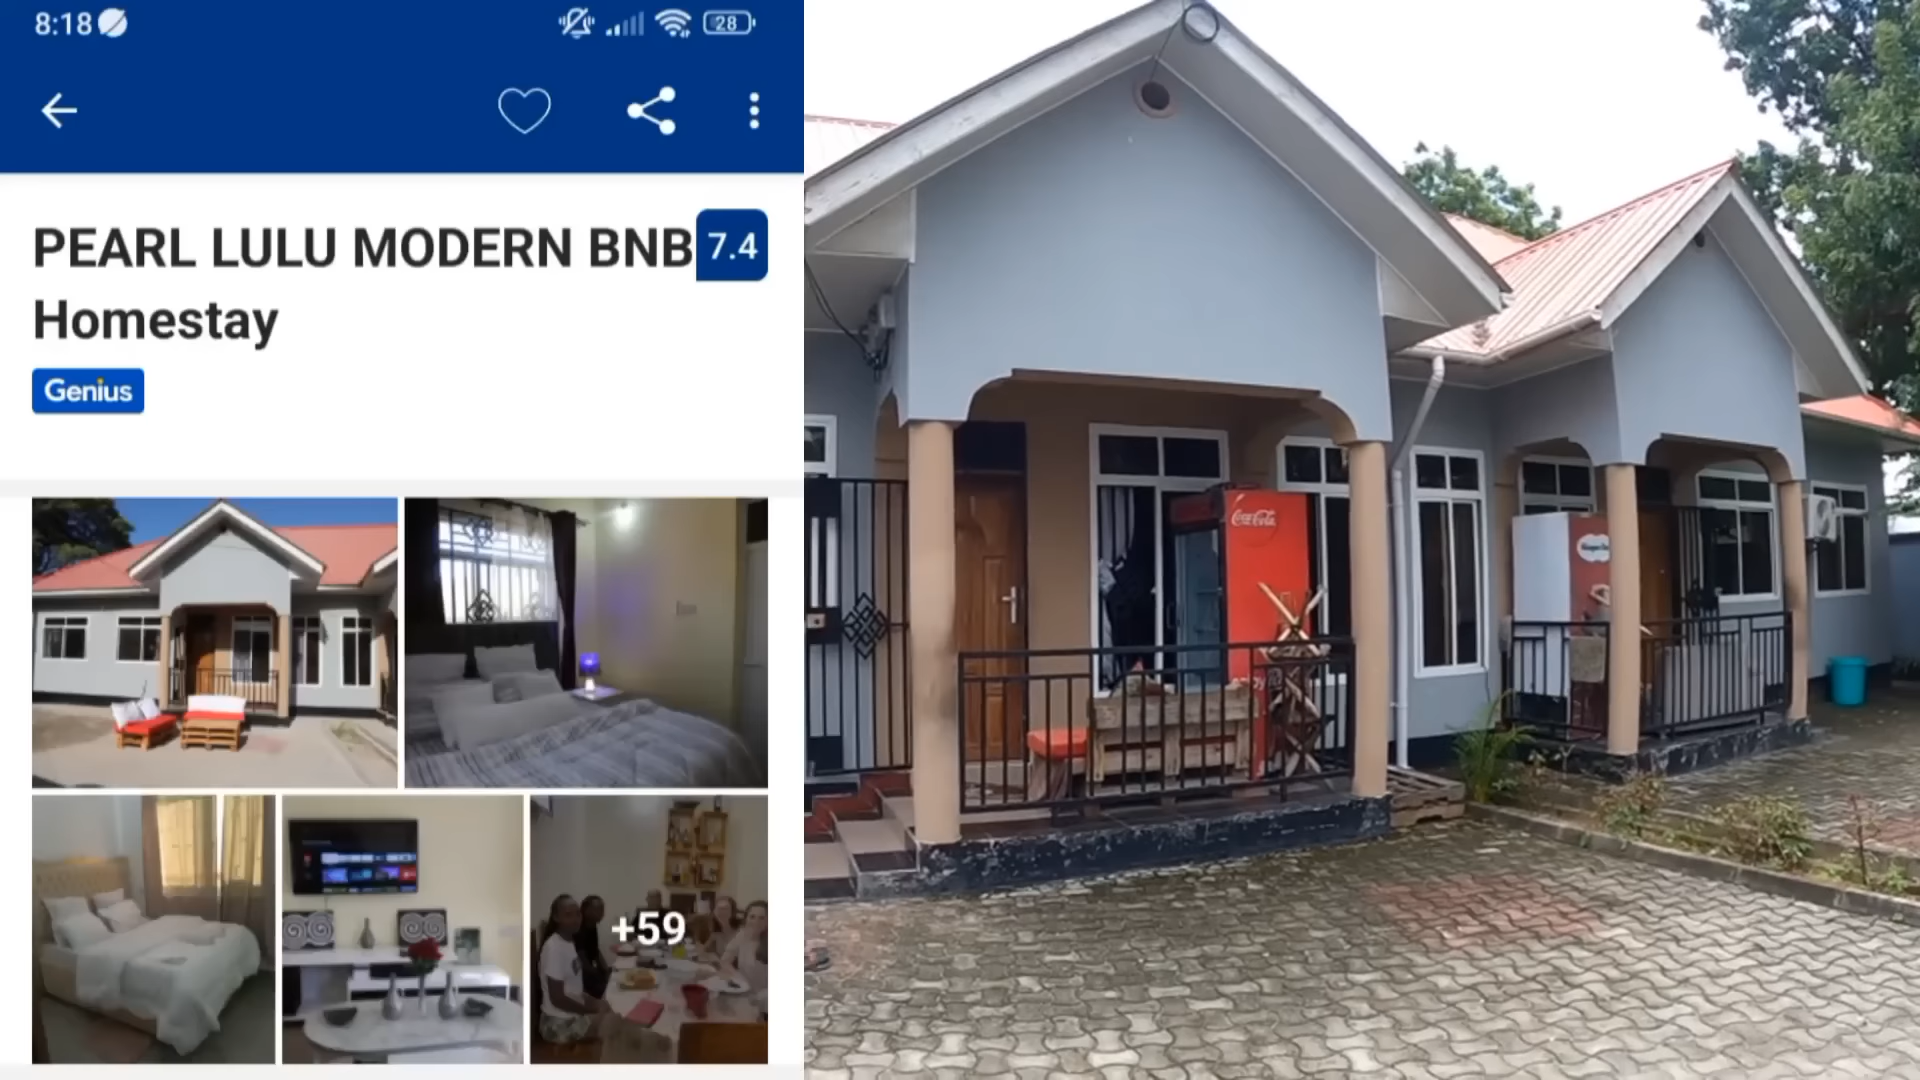 8:18
28
PEARL LULU MODERN BNB
7.4
Homestay
Genius
+59
Coca-Cola